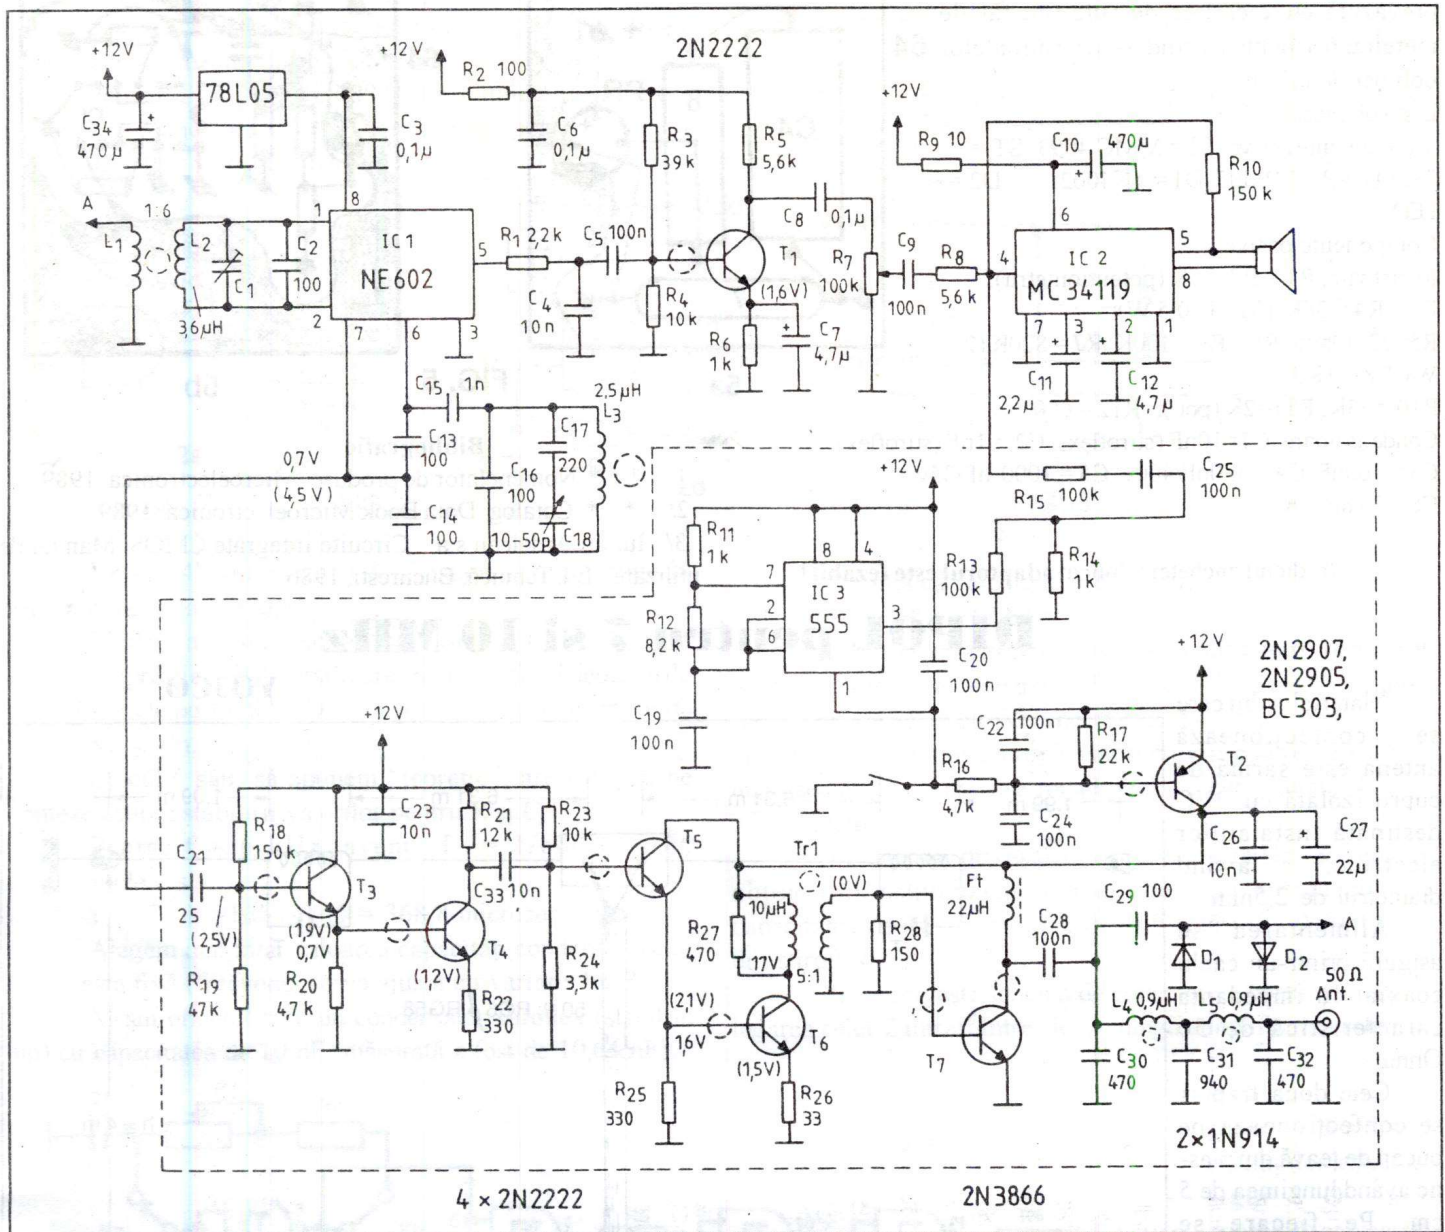 2N2222
+12V
78L05
C34
470µ
C3
0,1µ
+12V
R2 100
C6
0,1µ
R3
39k
R5
5,6k
+12V
R9 10
C10
470µ
R10
150k
A
1:6
L1
L2
C1
C2
100
36µH
1
8
IC1
NE602
5
2
7
6
3
R1 2,2k
C5
100n
C4
10n
R4
10k
T1
(1,6V)
R6
1k
C7
4,7µ
C8
0,1µ
R7
100k
C9
100n
R8
5,6k
4
6
IC 2
MC 34119
5
8
7
3
2
1
C11
2,2µ
C12
4,7µ
C15
1n
2,5µH
L3
C13
100
C17
220
C16
100
C14
100
10-50p
C18
0,7V
(4,5V)
+12V
R15
100k
C25
100n
R11
1k
7
8
4
2
IC 3
555
6
3
1
R12
8,2k
C19
100n
C20
100n
R13
100k
R14
1k
+12V
2N2907,
2N2905,
BC303,
C22
100n
R17
22k
T2
R16
4,7k
C24
100n
C26
10n
C27
22µ
+12V
C21
25
R18
150k
(2,5V)
R19
47k
T3
(1,9V)
0,7V
R20
4,7k
C23
10n
R21
1,2k
C33
10n
R23
10k
T4
(1,2V)
R22
330
R24
3,3k
T5
Tr1
(0V)
10µH
R27
470
17V
5:1
R28
150
(2,1V)
1,6V
T6
(1,5V)
R25
330
R26
33
Ft
22µH
C28
100n
T7
C29
100
A
D1
D2
50Ω
Ant.
L4 0,9µH
L5 0,9µH
C30
470
C31
940
C32
470
2×1N914
4 × 2N2222
2N3866